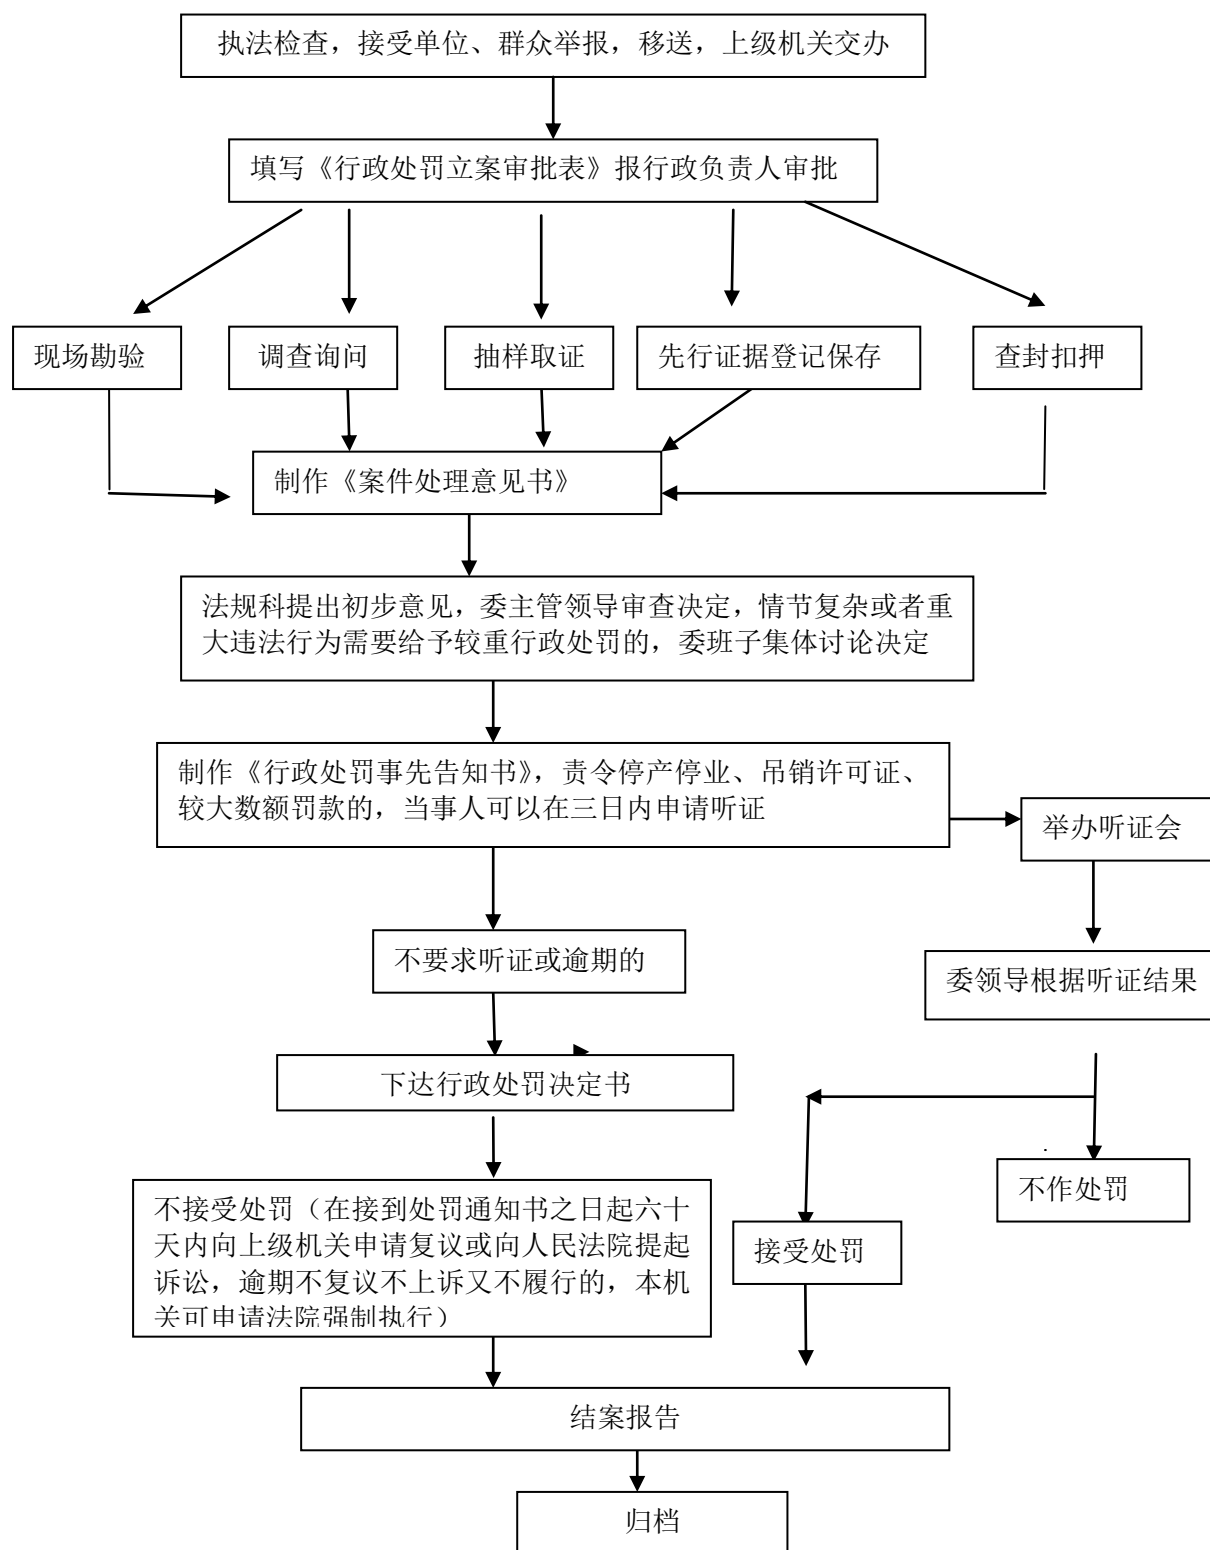 执法检查，接受单位、群众举报，移送，上级机关交办
填写《行政处罚立案审批表》报行政负责人审批
现场勘验
调查询问
抽样取证
先行证据登记保存
查封扣押
制作《案件处理意见书》
法规科提出初步意见，委主管领导审查决定，情节复杂或者重
大违法行为需要给予较重行政处罚的，委班子集体讨论决定
制作《行政处罚事先告知书》，责令停产停业、吊销许可证、
较大数额罚款的，当事人可以在三日内申请听证
举办听证会
不要求听证或逾期的
委领导根据听证结果
下达行政处罚决定书
不作处罚
不接受处罚（在接到处罚通知书之日起六十
天内向上级机关申请复议或向人民法院提起
诉讼，逾期不复议不上诉又不履行的，本机
关可申请法院强制执行）
接受处罚
结案报告
归档